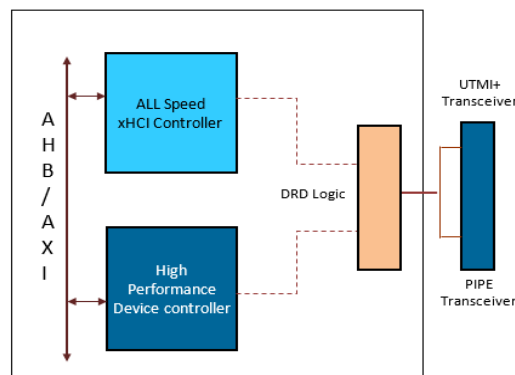 A
H
B
/
A
X
I
ALL Speed
xHCI Controller
High
Performance
Device controller
DRD Logic
UTMI+
Transceiver
PIPE
Transceiver